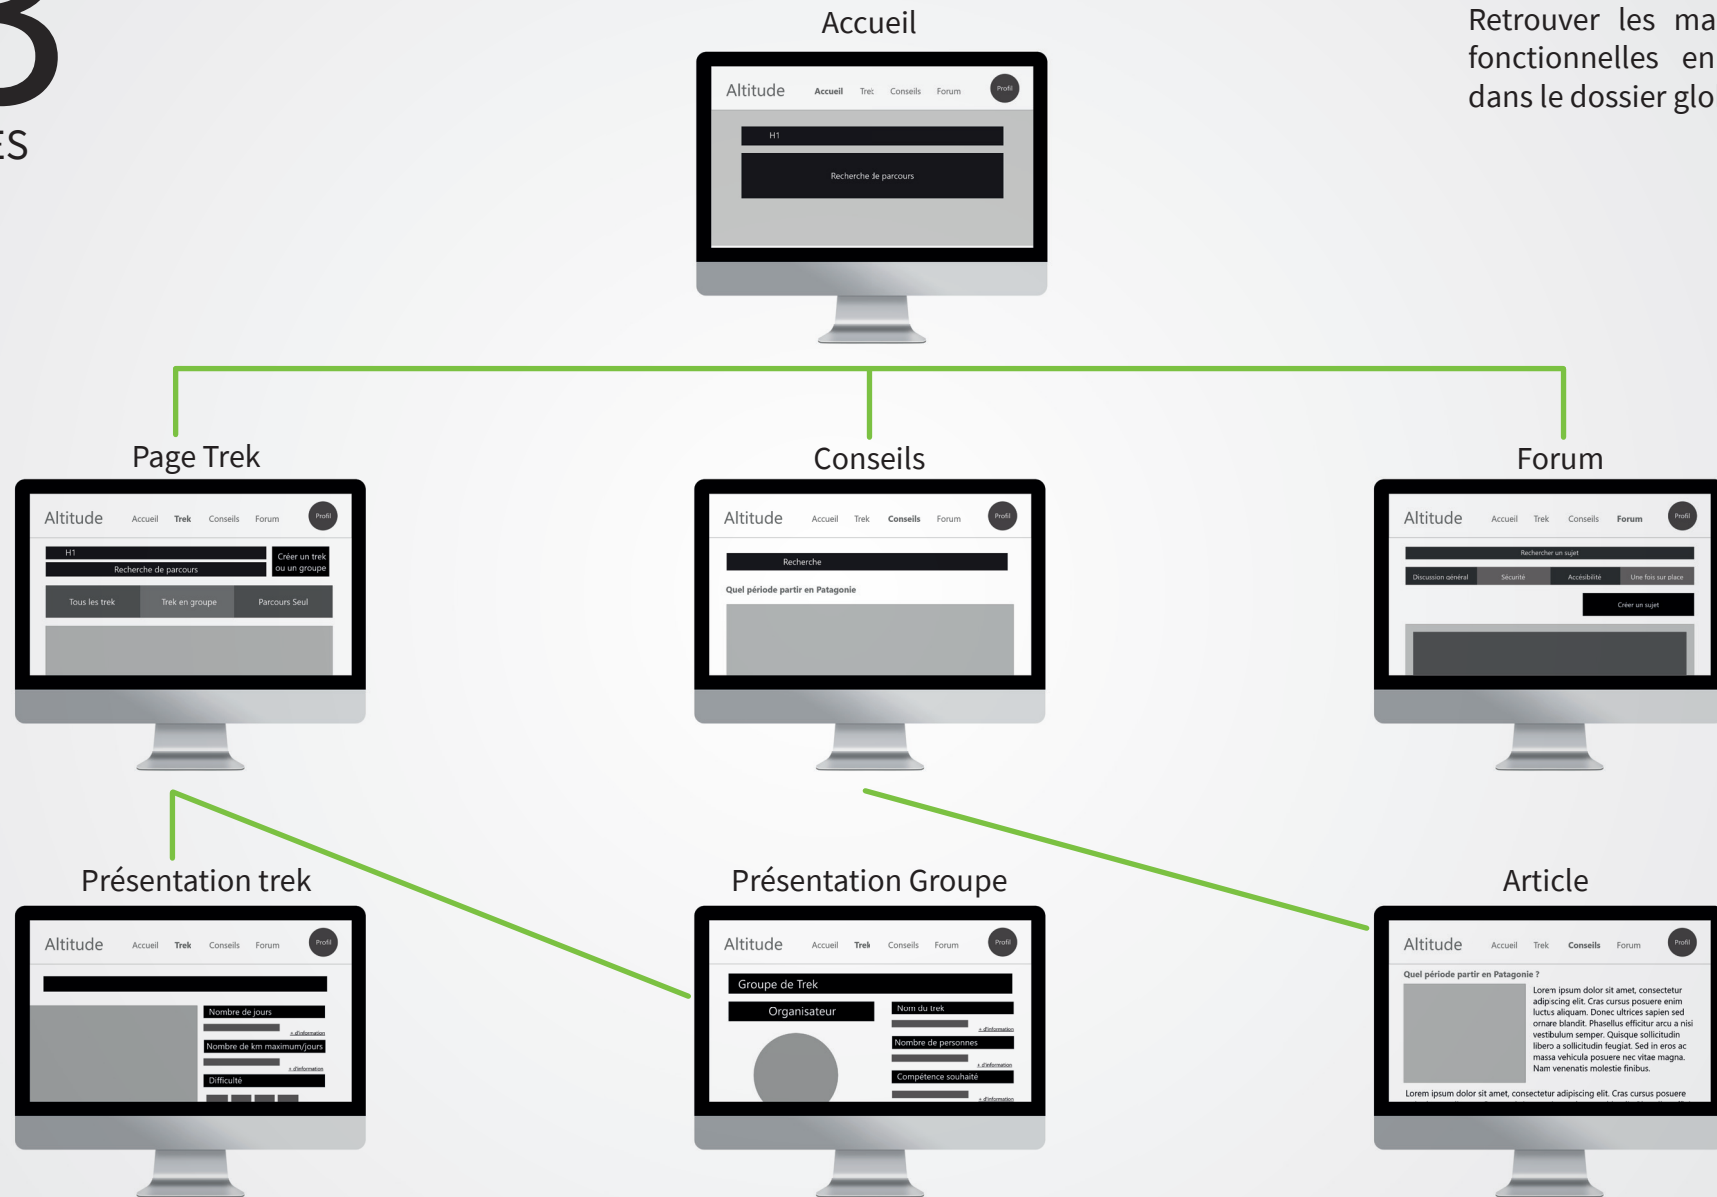 3
ES
Retrouver les ma
fonctionnelles en
dans le dossier glo
Accueil
Altitude Accueil Trek Conseils Forum Profil
H1
Recherche de parcours
Page Trek
Altitude Accueil Trek Conseils Forum Profil
H1
Recherche de parcours
Créer un trek
ou un groupe
Tous les trek Trek en groupe Parcours Seul
Conseils
Altitude Accueil Trek Conseils Forum Profil
Recherche
Quel période partir en Patagonie
Forum
Altitude Accueil Trek Conseils Forum Profil
Rechercher un sujet
Discussion général Sécurité Accésibilité Une fois sur place
Créer un sujet
Présentation trek
Altitude Accueil Trek Conseils Forum Profil
Nombre de jours
+ d'information
Nombre de km maximum/jours
+ d'information
Difficulté
Présentation Groupe
Altitude Accueil Trek Conseils Forum Profil
Groupe de Trek
Organisateur
Nom du trek
+ d'information
Nombre de personnes
+ d'information
Compétence souhaité
+ d'information
Article
Altitude Accueil Trek Conseils Forum Profil
Quel période partir en Patagonie ?
Lorem ipsum dolor sit amet, consectetur
adipiscing elit. Cras cursus posuere enim
luctus aliquam. Donec ultrices sapien sed
ornare blandit. Phasellus efficitur arcu a nisi
vestibulum semper. Quisque sollicitudin
libero a sollicitudin feugiat. Sed in eros ac
massa vehicula posuere nec vitae magna.
Nam venenatis molestie finibus.
Lorem ipsum dolor sit amet, consectetur adipiscing elit. Cras cursus posuere